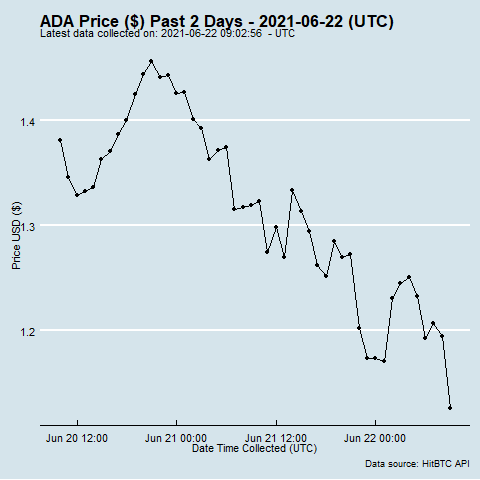 ADA Price ($) Past 2 Days - 2021-06-22 (UTC)
Latest data collected on: 2021-06-22 09:02:56  - UTC
1.4
1.3
1.2
Price USD ($)
Jun 20 12:00
Jun 21 00:00
Jun 21 12:00
Jun 22 00:00
Date Time Collected (UTC)
Data source: HitBTC API